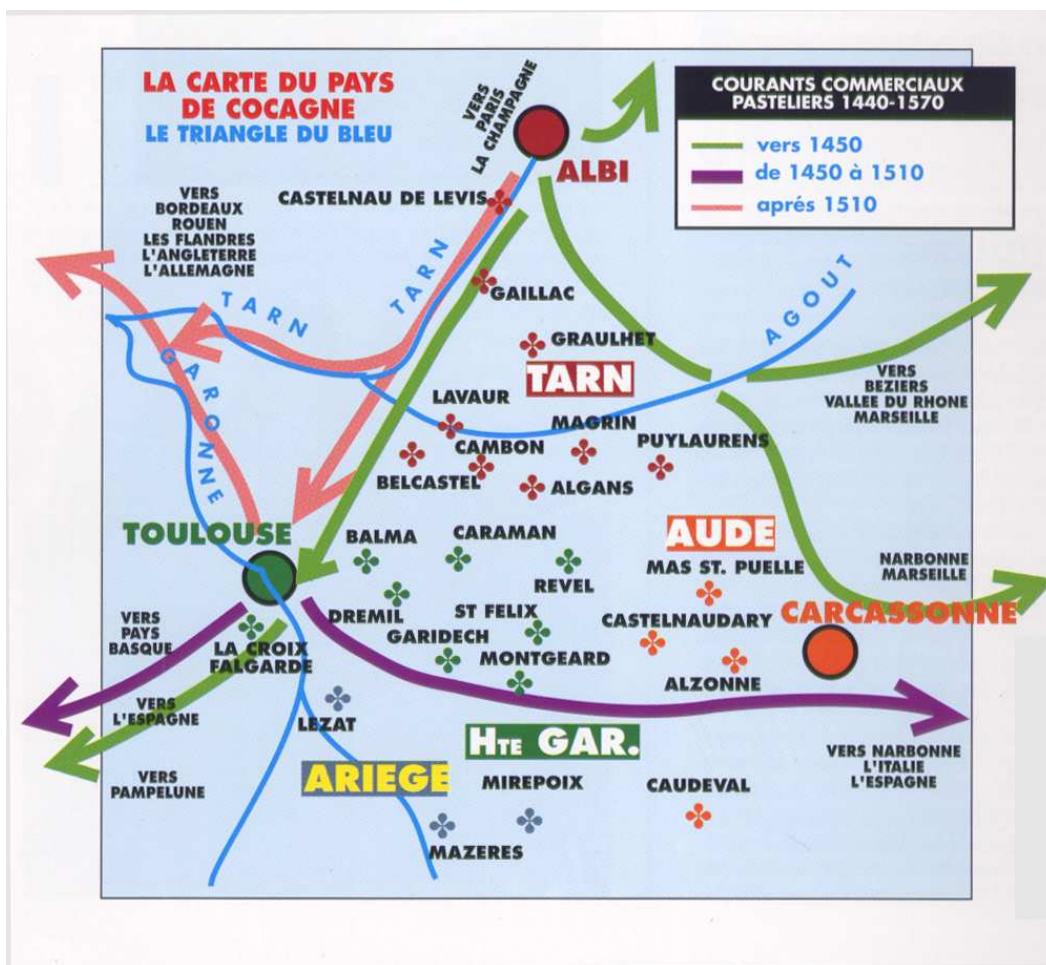 LA CARTE DU PAYS
DE COCAGNE
LE TRIANGLE DU BLEU
VERS
PARIS
LA CHAMPAGNE
COURANTS COMMERCIAUX
PASTELIERS 1440-1570
vers 1450
de 1450 à 1510
aprés 1510
ALBI
CASTELNAU DE LEVIS
VERS
BORDEAUX
ROUEN
LES FLANDRES
L'ANGLETERRE
L'ALLEMAGNE
TARN
TARN
GARONNE
AGOUT
GAILLAC
GRAULHET
TARN
VERS
BEZIERS
VALLEE DU RHONE
MARSEILLE
LAVAUR
MAGRIN
CAMBON
PUYLAURENS
BELCASTEL
ALGANS
TOULOUSE
BALMA
CARAMAN
AUDE
REVEL
MAS ST. PUELLE
NARBONNE
MARSEILLE
DREMIL
ST FELIX
CASTELNAUDARY
CARCASSONNE
VERS
PAYS
BASQUE
LA CROIX
FALGARDE
GARIDECH
MONTGEARD
ALZONNE
VERS
L'ESPAGNE
LEZAT
HTE GAR.
VERS NARBONNE
L'ITALIE
L'ESPAGNE
VERS
PAMPELUNE
ARIEGE
MIREPOIX
CAUDEVAL
MAZERES